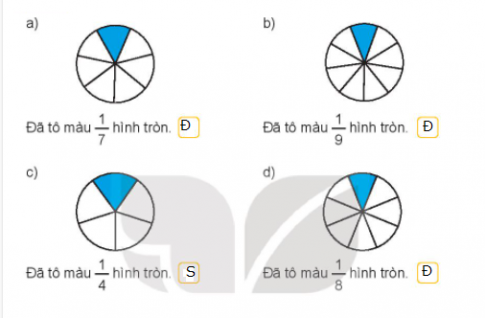 a)
b)
Đã tô màu 1/7 hình tròn. Đ
Đã tô màu 1/9 hình tròn. Đ
c)
d)
Đã tô màu 1/4 hình tròn. S
Đã tô màu 1/8 hình tròn. Đ